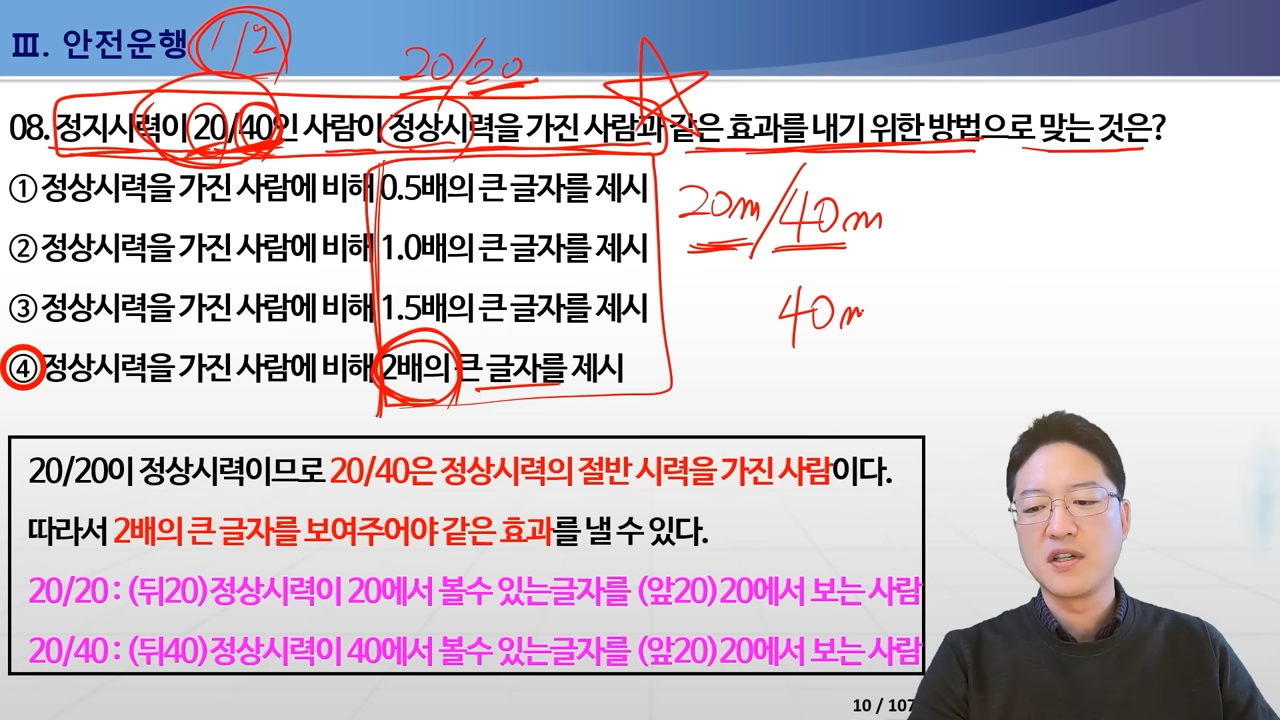 Ⅲ. 안전운행
1/2
20/20
08. 정지시력이 20/40인 사람이 정상시력을 가진 사람과 같은 효과를 내기 위한 방법으로 맞는 것은?
① 정상시력을 가진 사람에 비해 0.5배의 큰 글자를 제시
② 정상시력을 가진 사람에 비해 1.0배의 큰 글자를 제시
③ 정상시력을 가진 사람에 비해 1.5배의 큰 글자를 제시
④ 정상시력을 가진 사람에 비해 2배의 큰 글자를 제시
20m/40m
40m
20/20이 정상시력이므로 20/40은 정상시력의 절반 시력을 가진 사람이다.
따라서 2배의 큰 글자를 보여주어야 같은 효과를 낼 수 있다.
20/20 : (뒤20)정상시력이 20에서 볼수 있는글자를 (앞20)20에서 보는 사람
20/40 : (뒤40)정상시력이 40에서 볼수 있는글자를 (앞20)20에서 보는 사람
10 / 107